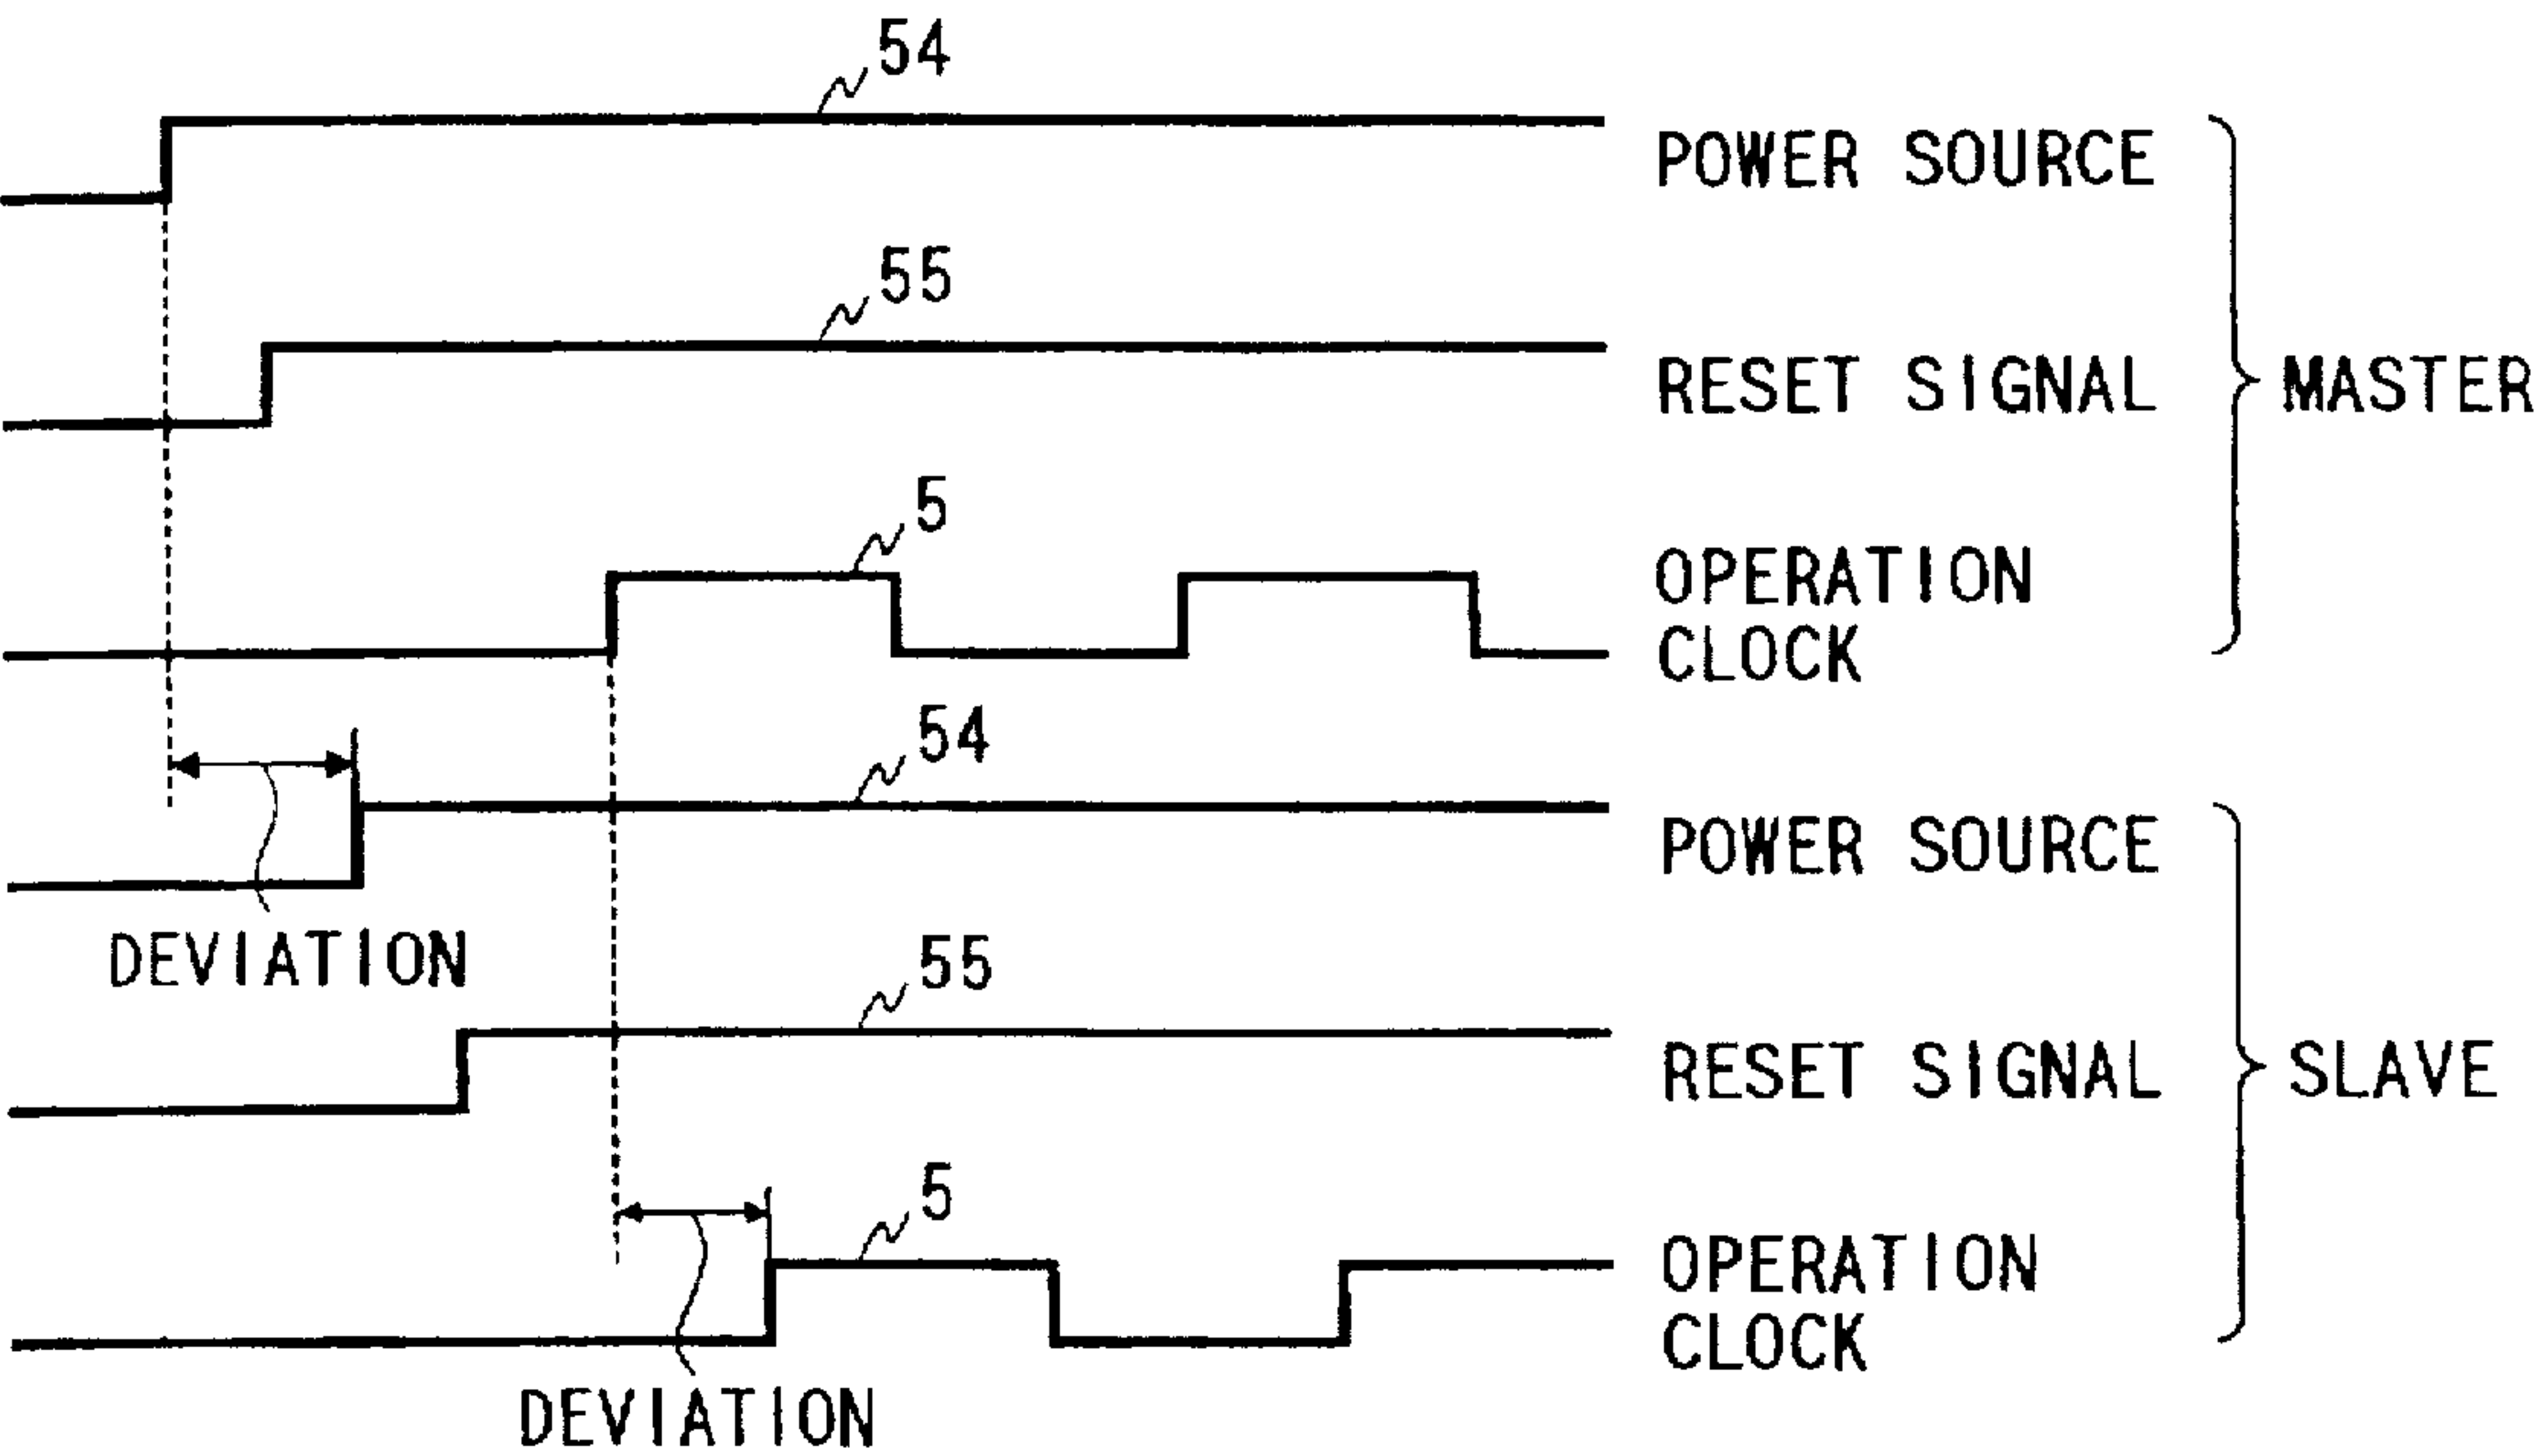 54
POWER SOURCE
55
RESET SIGNAL
MASTER
5
OPERATION
CLOCK
54
POWER SOURCE
DEVIATION
55
RESET SIGNAL
SLAVE
5
OPERATION
CLOCK
DEVIATION